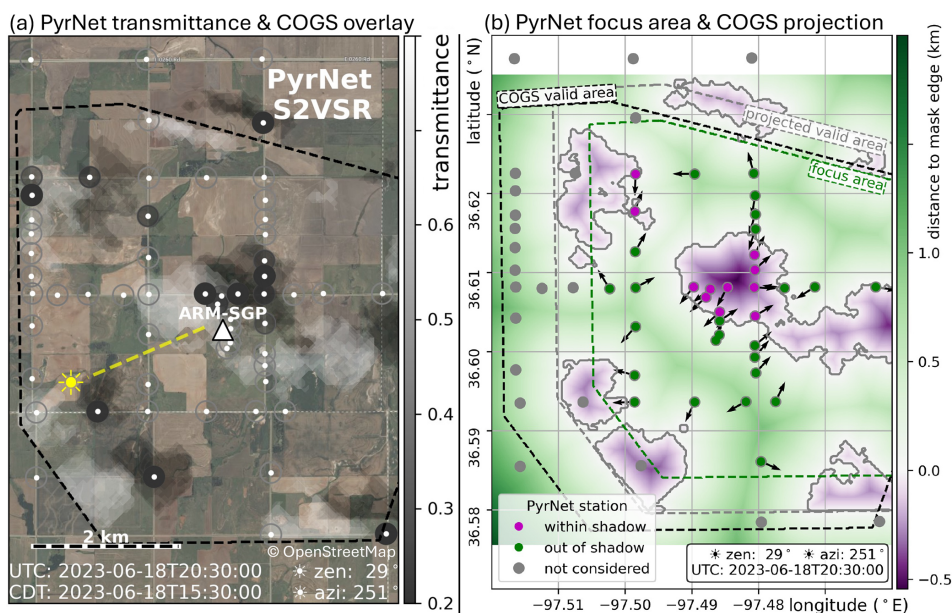 (a) PyrNet transmittance & COGS overlay
PyrNet
S2VSR
ARM-SGP
2 km
© OpenStreetMap
UTC: 2023-06-18T20:30:00
CDT: 2023-06-18T15:30:00
☀ zen: 29°
☀ azi: 251°
transmittance
0.6
0.5
0.4
0.3
0.2
(b) PyrNet focus area & COGS projection
COGS valid area
projected valid area
focus area
latitude (°N)
36.62
36.61
36.60
36.59
36.58
PyrNet station
within shadow
out of shadow
not considered
☀ zen: 29° ☀ azi: 251°
UTC: 2023-06-18T20:30:00
−97.51
−97.50
−97.49
−97.48
longitude (°E)
distance to mask edge (km)
1.0
0.5
0.0
−0.5